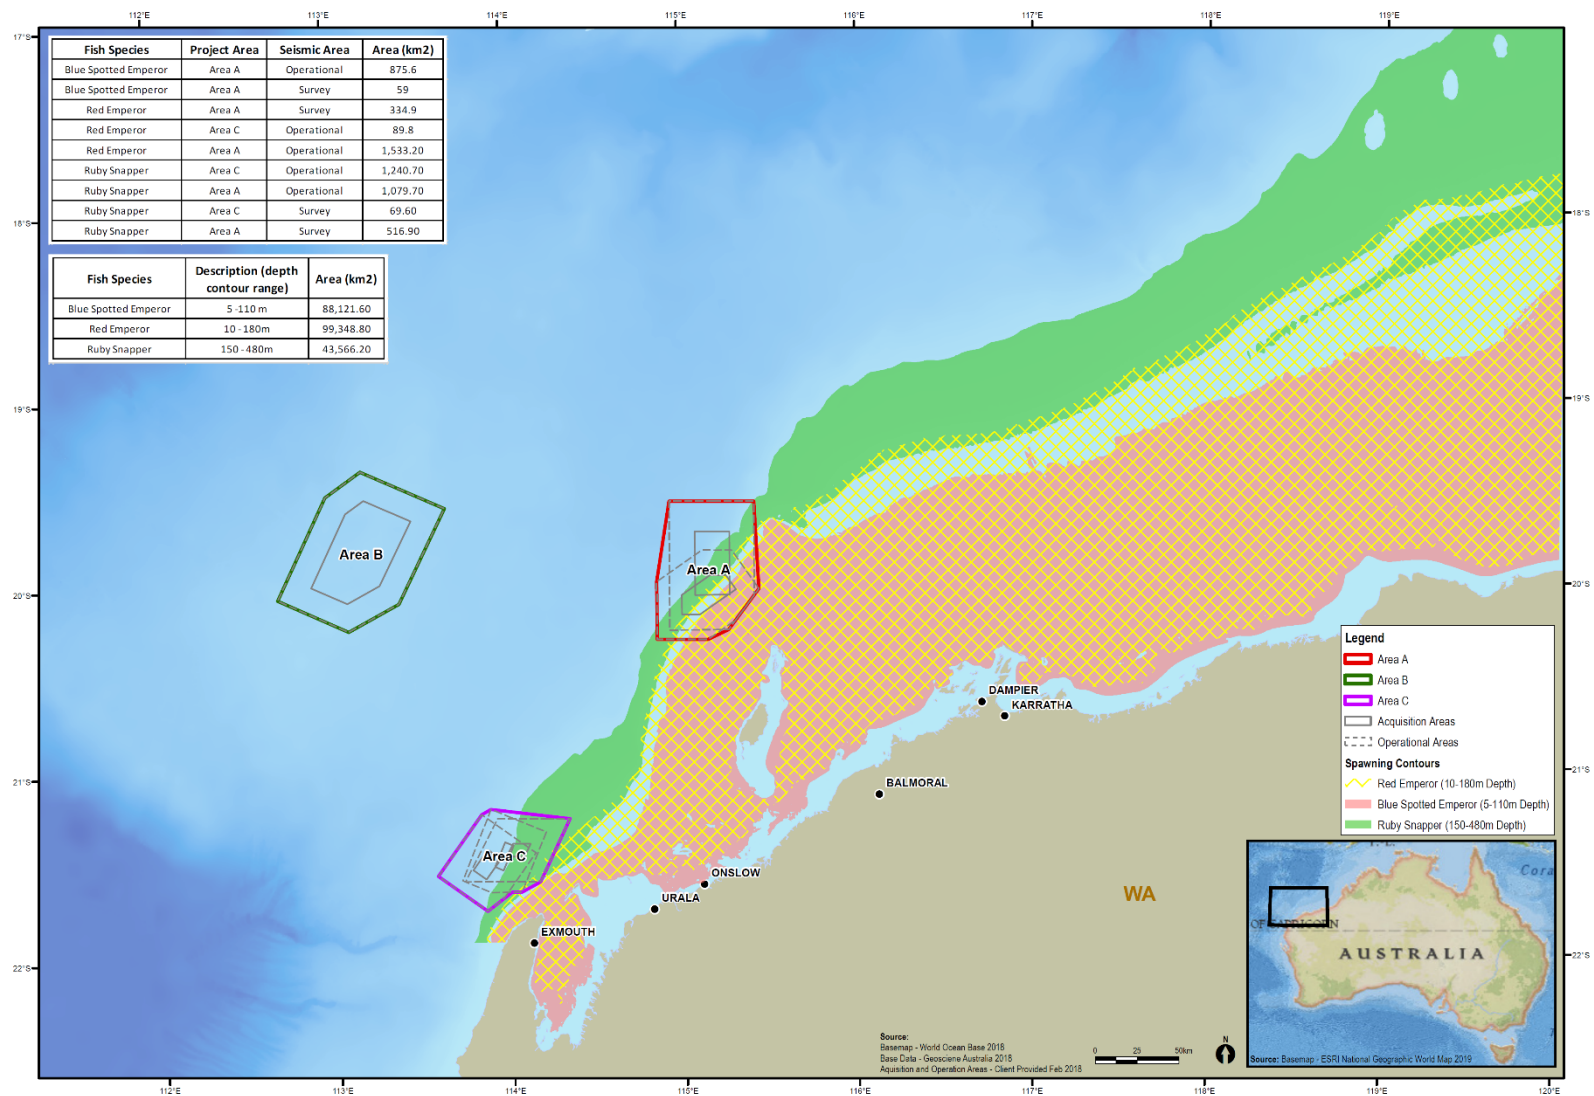 112°E 113°E 114°E 115°E 116°E 117°E 118°E 119°E
17°S
Fish Species Project Area Seismic Area Area (km2)
Blue Spotted Emperor Area A Operational 875.6
Blue Spotted Emperor Area A Survey 59
Red Emperor Area A Survey 334.9
Red Emperor Area C Operational 89.8
Red Emperor Area A Operational 1,533.20
Ruby Snapper Area C Operational 1,240.70
Ruby Snapper Area A Operational 1,079.70
Ruby Snapper Area C Survey 69.60
Ruby Snapper Area A Survey 516.90
18°S 18°S
Fish Species Description (depth contour range) Area (km2)
Blue Spotted Emperor 5 -110 m 88,121.60
Red Emperor 10 - 180m 99,348.80
Ruby Snapper 150 - 480m 43,566.20
19°S 19°S
Area B
Area A
20°S 20°S
Legend
Area A
Area B
Area C
Acquisition Areas
Operational Areas
Spawning Contours
Red Emperor (10-180m Depth)
Blue Spotted Emperor (5-110m Depth)
Ruby Snapper (150-480m Depth)
DAMPIER
KARRATHA
21°S 21°S
BALMORAL
Area C
ONSLOW
URALA
EXMOUTH
WA
22°S 22°S
Cora
OF CAPRICORN
AUSTRALIA
Source: Basemap - ESRI National Geographic World Map 2019
Source:
Basemap - World Ocean Base 2018
Base Data - Geosciene Australia 2018
Aquisition and Operation Areas - Client Provided Feb 2018
0 25 50km
N
112°E 113°E 114°E 115°E 116°E 117°E 118°E 119°E 120°E